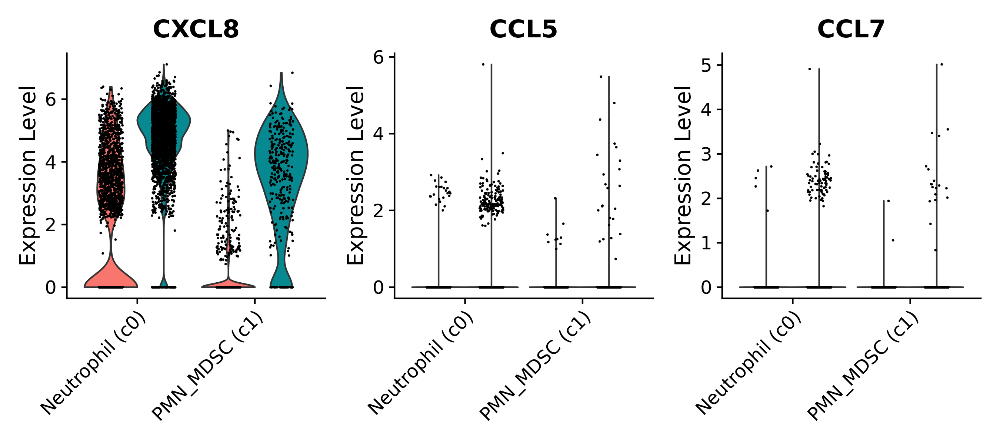 CXCL8
Expression Level
6
4
2
0
Neutrophil (c0)
PMN_MDSC (c1)
CCL5
Expression Level
6
4
2
0
Neutrophil (c0)
PMN_MDSC (c1)
CCL7
Expression Level
5
4
3
2
1
0
Neutrophil (c0)
PMN_MDSC (c1)